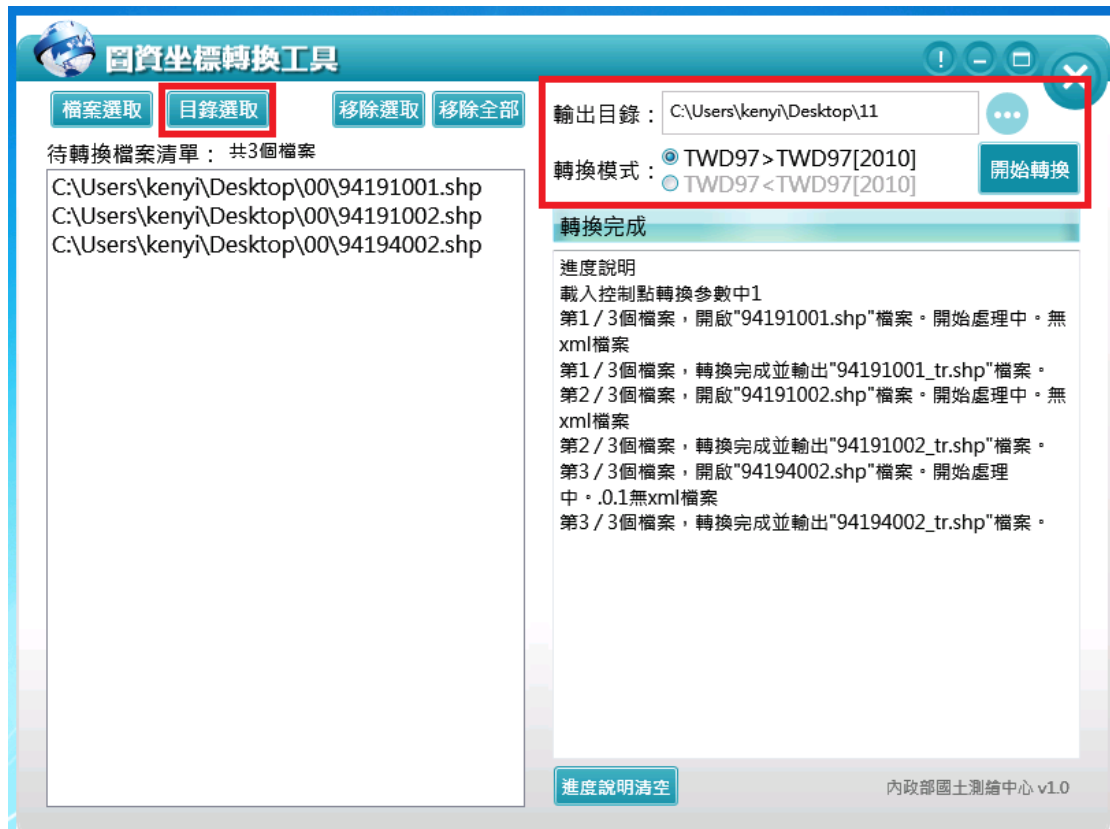 圖資坐標轉換工具
檔案選取 目錄選取 移除選取 移除全部
待轉換檔案清單： 共3個檔案
C:\Users\kenyi\Desktop\00\94191001.shp
C:\Users\kenyi\Desktop\00\94191002.shp
C:\Users\kenyi\Desktop\00\94194002.shp
輸出目錄： C:\Users\kenyi\Desktop\11
轉換模式： TWD97>TWD97[2010]
TWD97<TWD97[2010]
開始轉換
轉換完成
進度說明
載入控制點轉換參數中1
第1 / 3個檔案，開啟"94191001.shp"檔案。開始處理中。無
xml檔案
第1 / 3個檔案，轉換完成並輸出"94191001_tr.shp"檔案。
第2 / 3個檔案，開啟"94191002.shp"檔案。開始處理中。無
xml檔案
第2 / 3個檔案，轉換完成並輸出"94191002_tr.shp"檔案。
第3 / 3個檔案，開啟"94194002.shp"檔案。開始處理
中。.0.1無xml檔案
第3 / 3個檔案，轉換完成並輸出"94194002_tr.shp"檔案。
進度說明清空
內政部國土測繪中心 v1.0